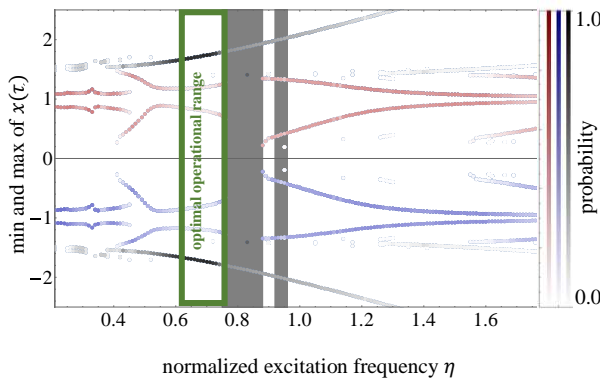 2
1
0
−1
−2
min and max of x(τ)
optimal operational range
0.4 0.6 0.8 1.0 1.2 1.4 1.6
normalized excitation frequency η
1.0
probability
0.0